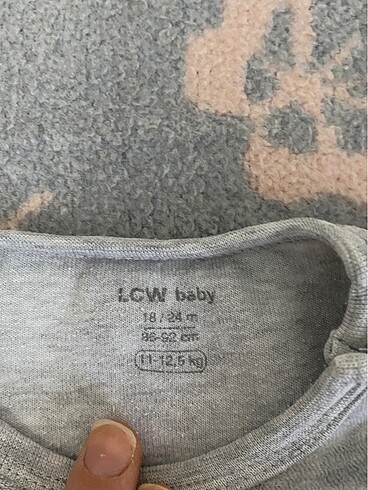 LCW baby
18 / 24 m
86-92 cm
11-12,5 kg